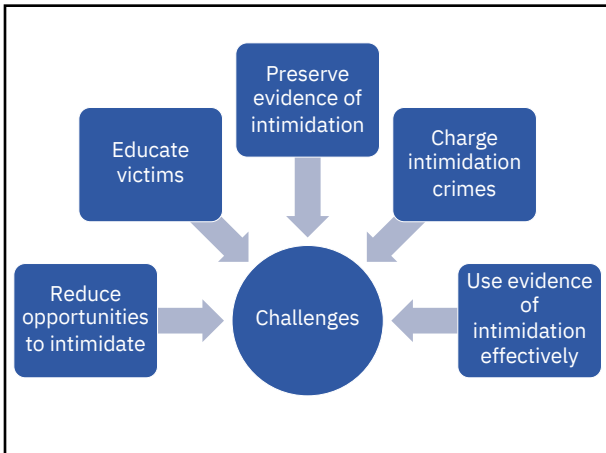 Preserve
evidence of
intimidation
Educate
victims
Charge
intimidation
crimes
Reduce
opportunities
to intimidate
Challenges
Use evidence
of
intimidation
effectively